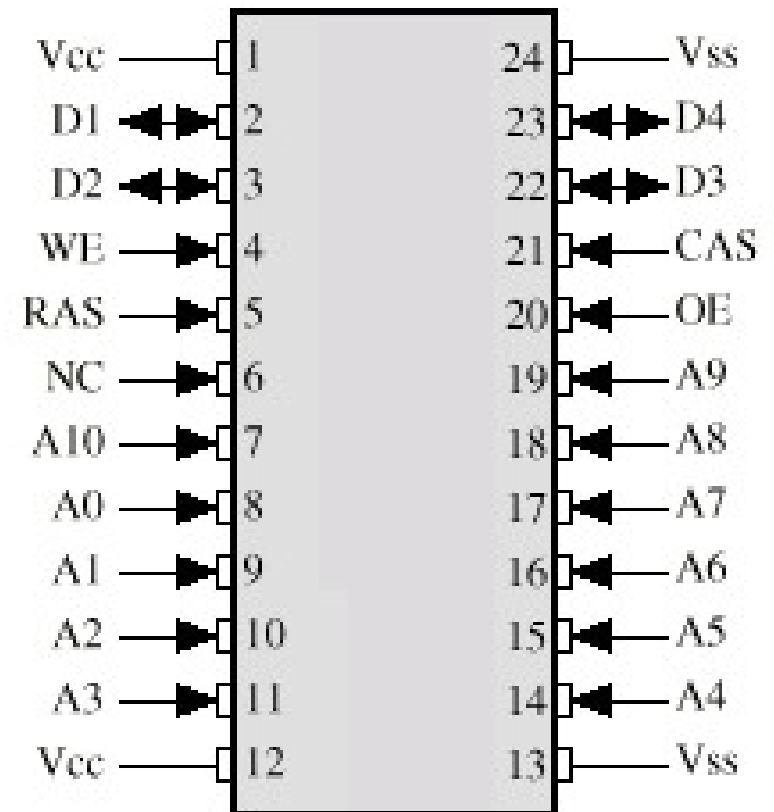 Vcc 1 24 Vss
D1 2 23 D4
D2 3 22 D3
WE 4 21 CAS
RAS 5 20 OE
NC 6 19 A9
A10 7 18 A8
A0 8 17 A7
A1 9 16 A6
A2 10 15 A5
A3 11 14 A4
Vcc 12 13 Vss